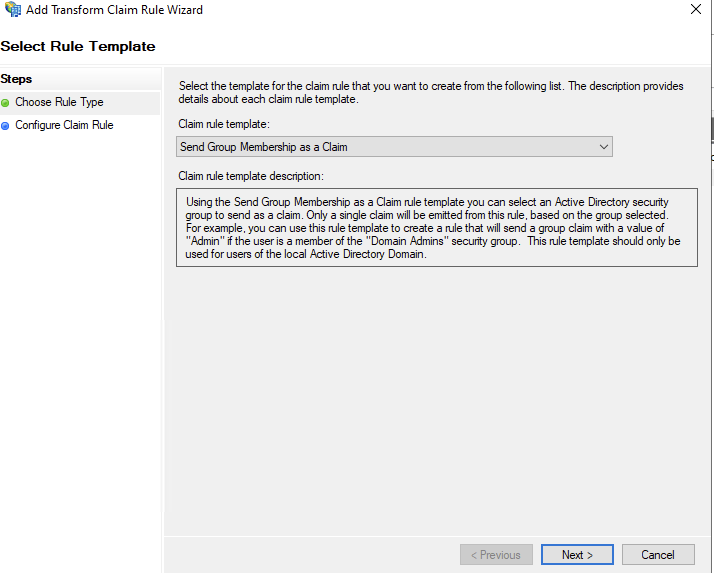 Add Transform Claim Rule Wizard
Select Rule Template
Steps
Choose Rule Type
Configure Claim Rule
Select the template for the claim rule that you want to create from the following list. The description provides
details about each claim rule template.
Claim rule template:
Send Group Membership as a Claim
Claim rule template description:
Using the Send Group Membership as a Claim rule template you can select an Active Directory security
group to send as a claim. Only a single claim will be emitted from this rule, based on the group selected.
For example, you can use this rule template to create a rule that will send a group claim with a value of
"Admin" if the user is a member of the "Domain Admins" security group.  This rule template should only be
used for users of the local Active Directory Domain.
< Previous
Next >
Cancel